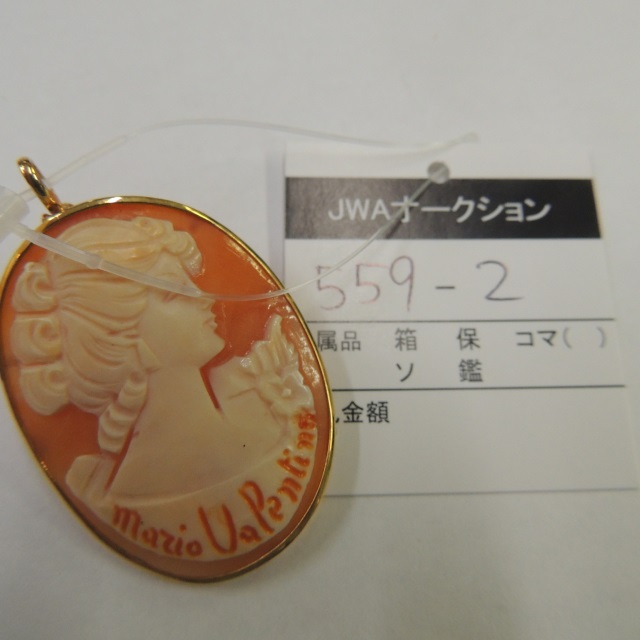 JWAオークション
559-2
属品 箱 保 コマ( )
ソ 鑑
金額
Mario Valentino